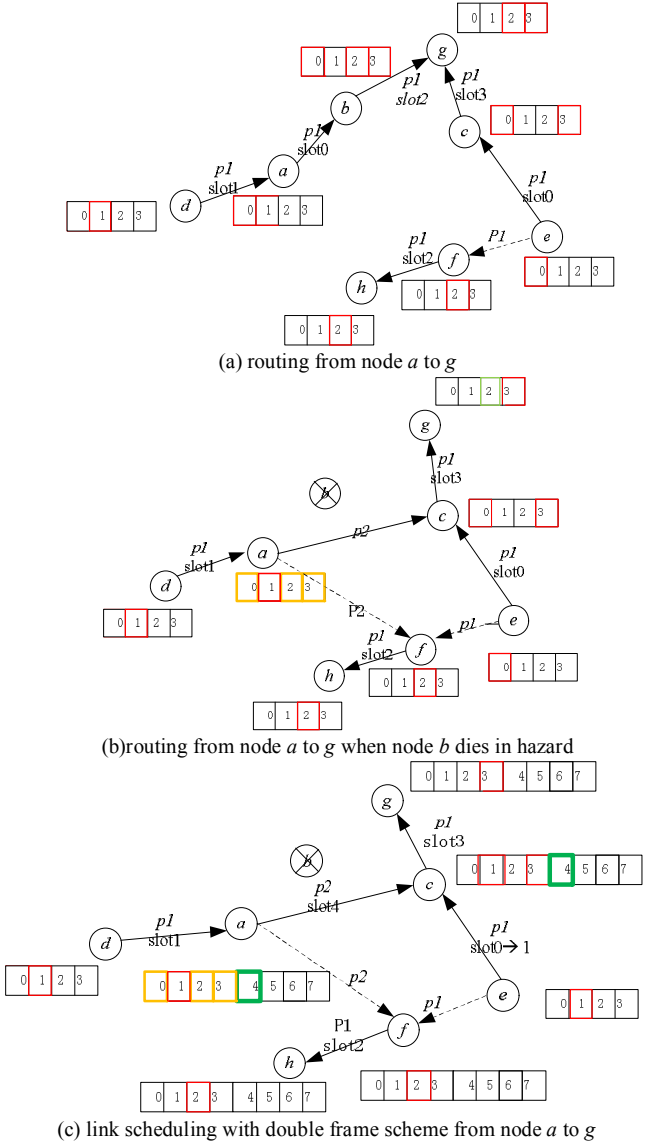 0 1 2 3
g
0 1 2 3
p1
slot2
p1
slot3
b
0 1 2 3
c
p1
slot0
a
p1
slot1
d
0 1 2 3
0 1 2 3
p1
slot0
P1
e
p1
slot2
f
h
0 1 2 3
0 1 2 3
0 1 2 3
(a) routing from node a to g
0 1 2 3
g
p1
slot3
b
c
0 1 2 3
p2
a
p1
slot1
d
0 1 2 3
p1
slot0
0 1 2 3
P2
p1
e
p1
slot2
f
h
0 1 2 3
0 1 2 3
0 1 2 3
(b)routing from node a to g when node b dies in hazard
0 1 2 3 4 5 6 7
g
p1
slot3
b
c
0 1 2 3 4 5 6 7
p2
slot4
a
p1
slot1
d
p1
slot0→ 1
0 1 2 3
0 1 2 3 4 5 6 7
p2
p1
e
0 1 2 3
P1
slot2
f
h
0 1 2 3 4 5 6 7
0 1 2 3 4 5 6 7
(c) link scheduling with double frame scheme from node a to g